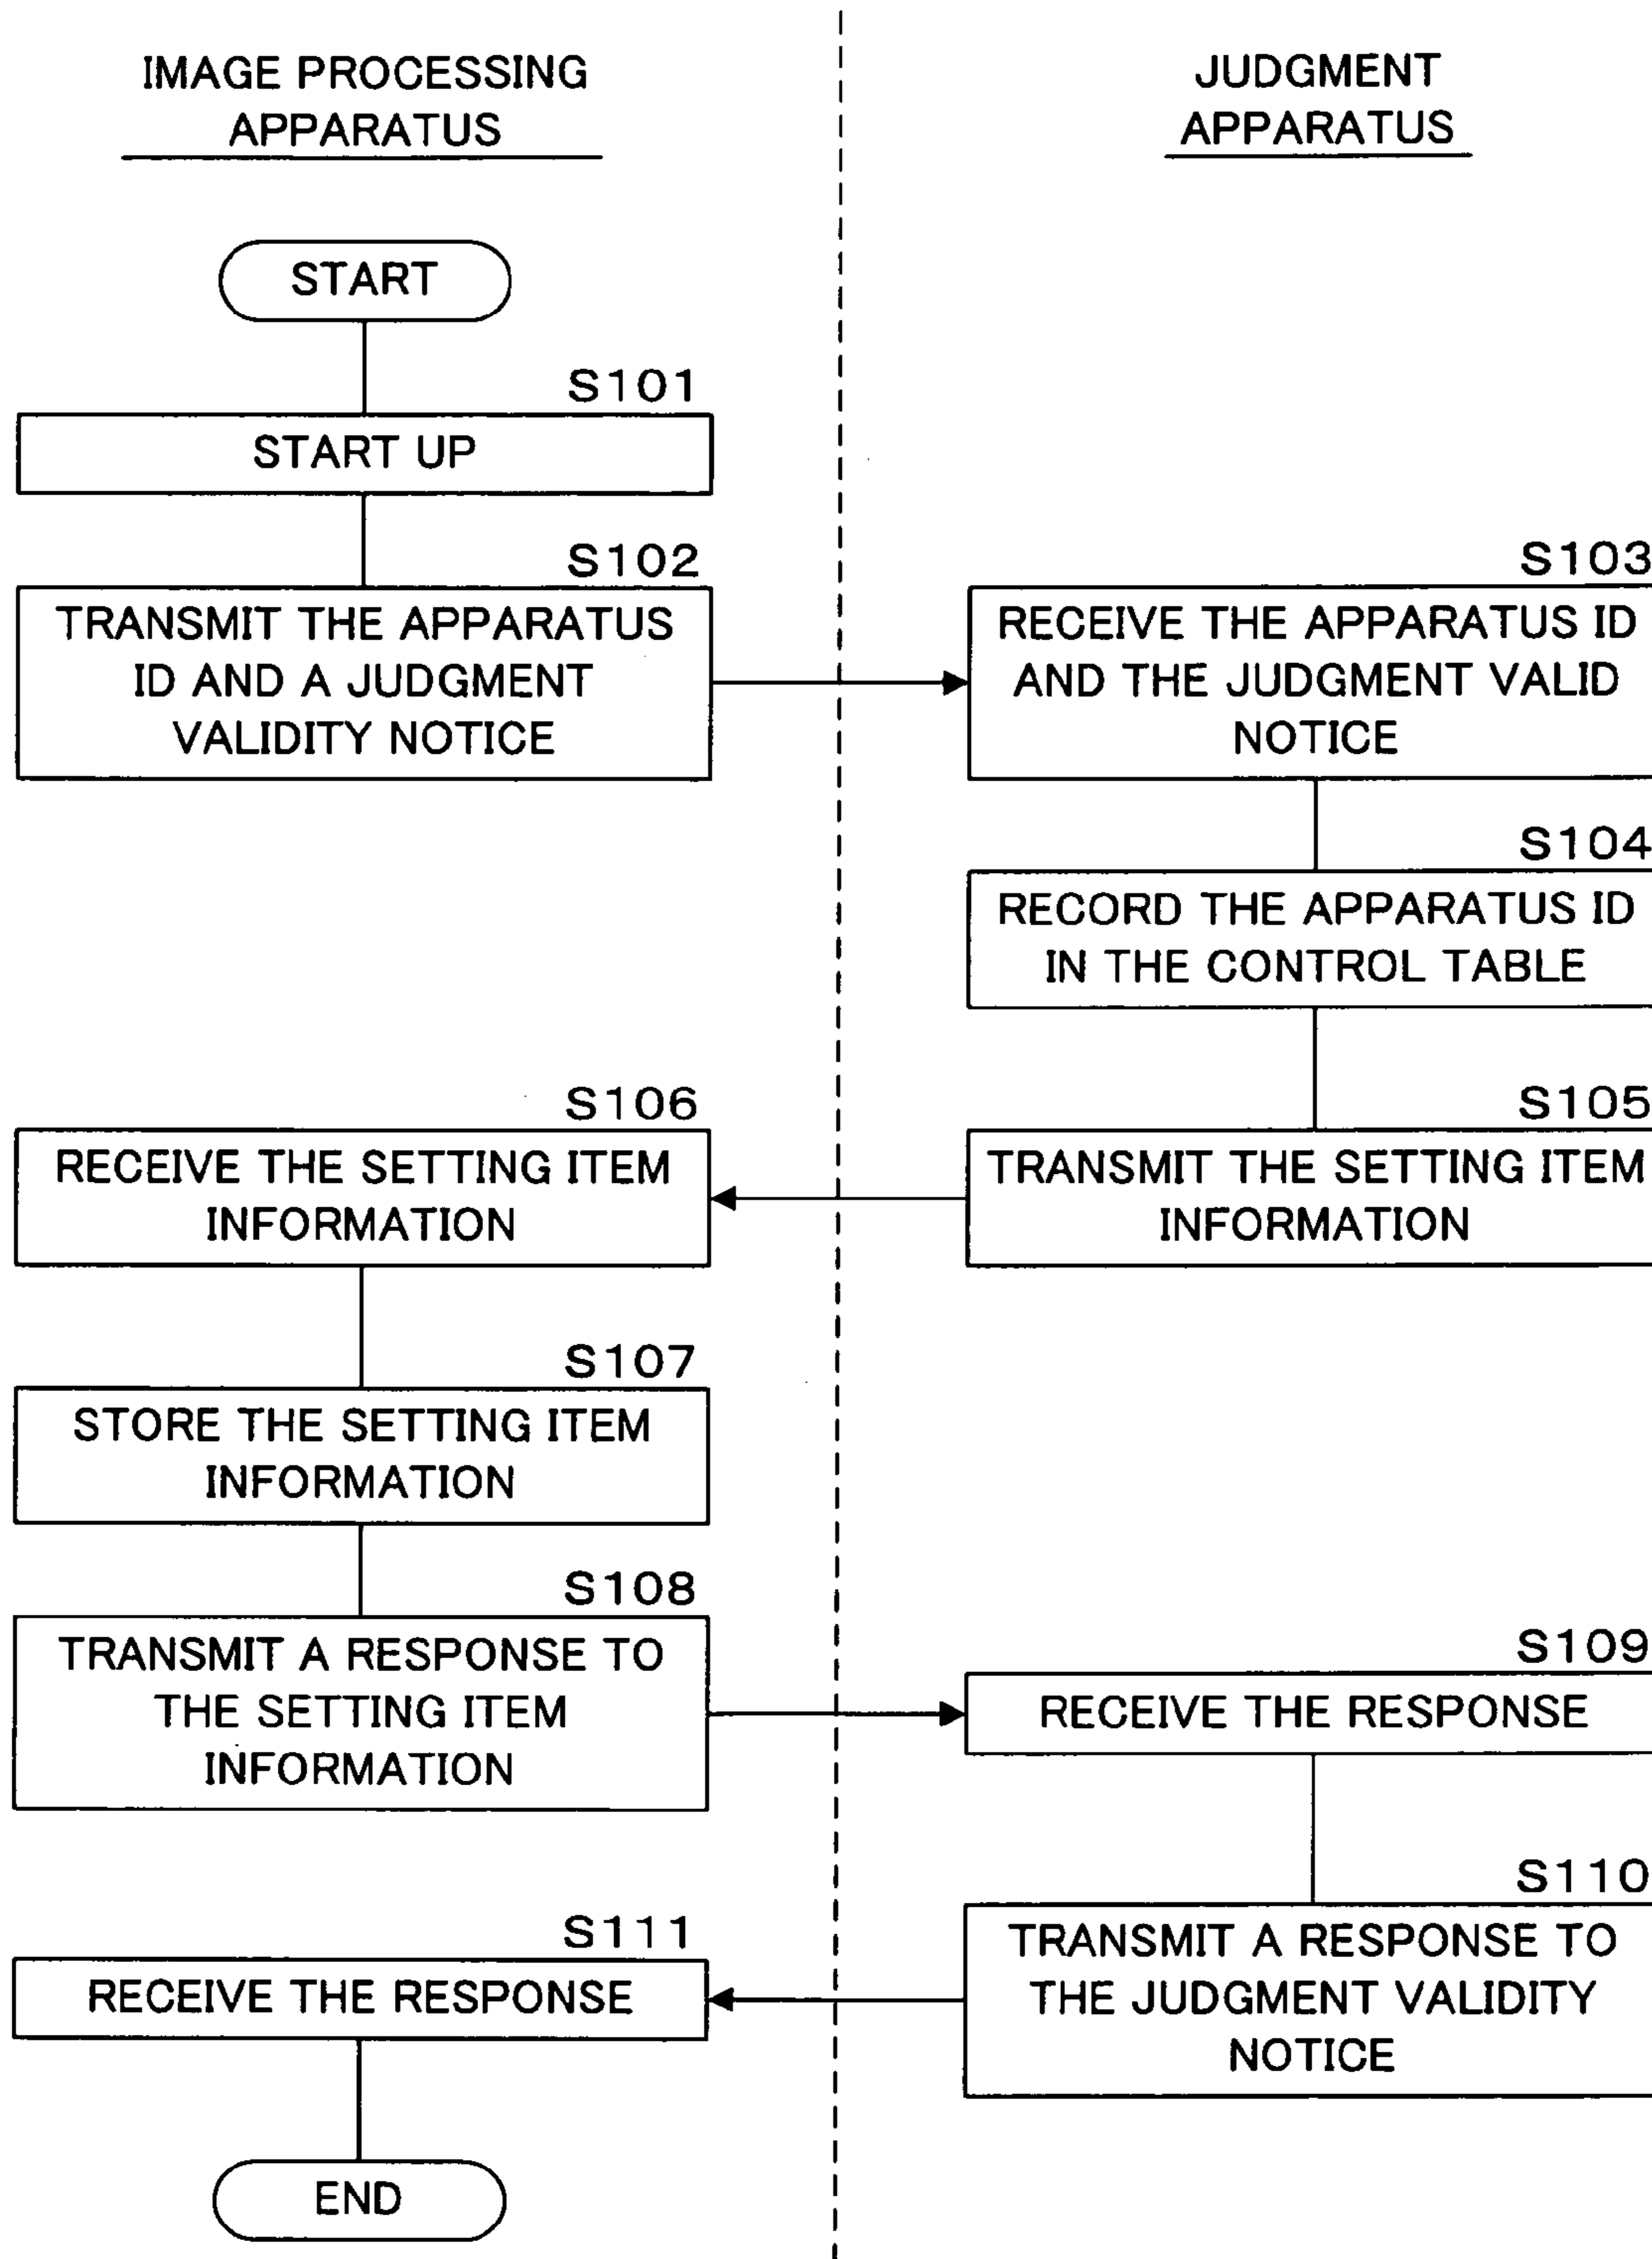 IMAGE PROCESSING
APPARATUS
JUDGMENT
APPARATUS
START
S101
START UP
S102
TRANSMIT THE APPARATUS
ID AND A JUDGMENT
VALIDITY NOTICE
S103
RECEIVE THE APPARATUS ID
AND THE JUDGMENT VALID
NOTICE
S104
RECORD THE APPARATUS ID
IN THE CONTROL TABLE
S105
TRANSMIT THE SETTING ITEM
INFORMATION
S106
RECEIVE THE SETTING ITEM
INFORMATION
S107
STORE THE SETTING ITEM
INFORMATION
S108
TRANSMIT A RESPONSE TO
THE SETTING ITEM
INFORMATION
S109
RECEIVE THE RESPONSE
S110
TRANSMIT A RESPONSE TO
THE JUDGMENT VALIDITY
NOTICE
S111
RECEIVE THE RESPONSE
END